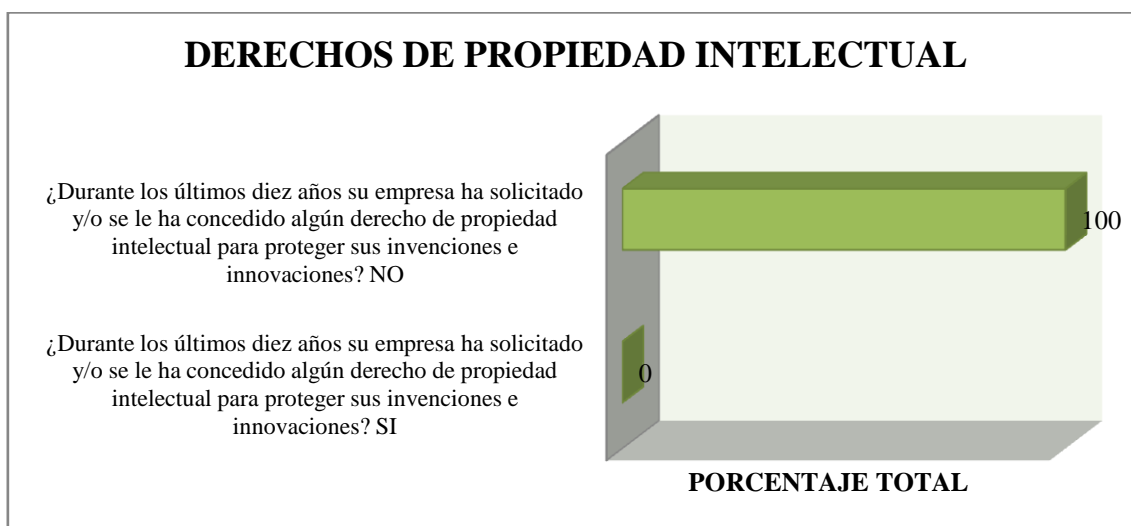 DERECHOS DE PROPIEDAD INTELECTUAL
¿Durante los últimos diez años su empresa ha solicitado
y/o se le ha concedido algún derecho de propiedad
intelectual para proteger sus invenciones e
innovaciones? NO
100
¿Durante los últimos diez años su empresa ha solicitado
y/o se le ha concedido algún derecho de propiedad
intelectual para proteger sus invenciones e
innovaciones? SI
0
PORCENTAJE TOTAL